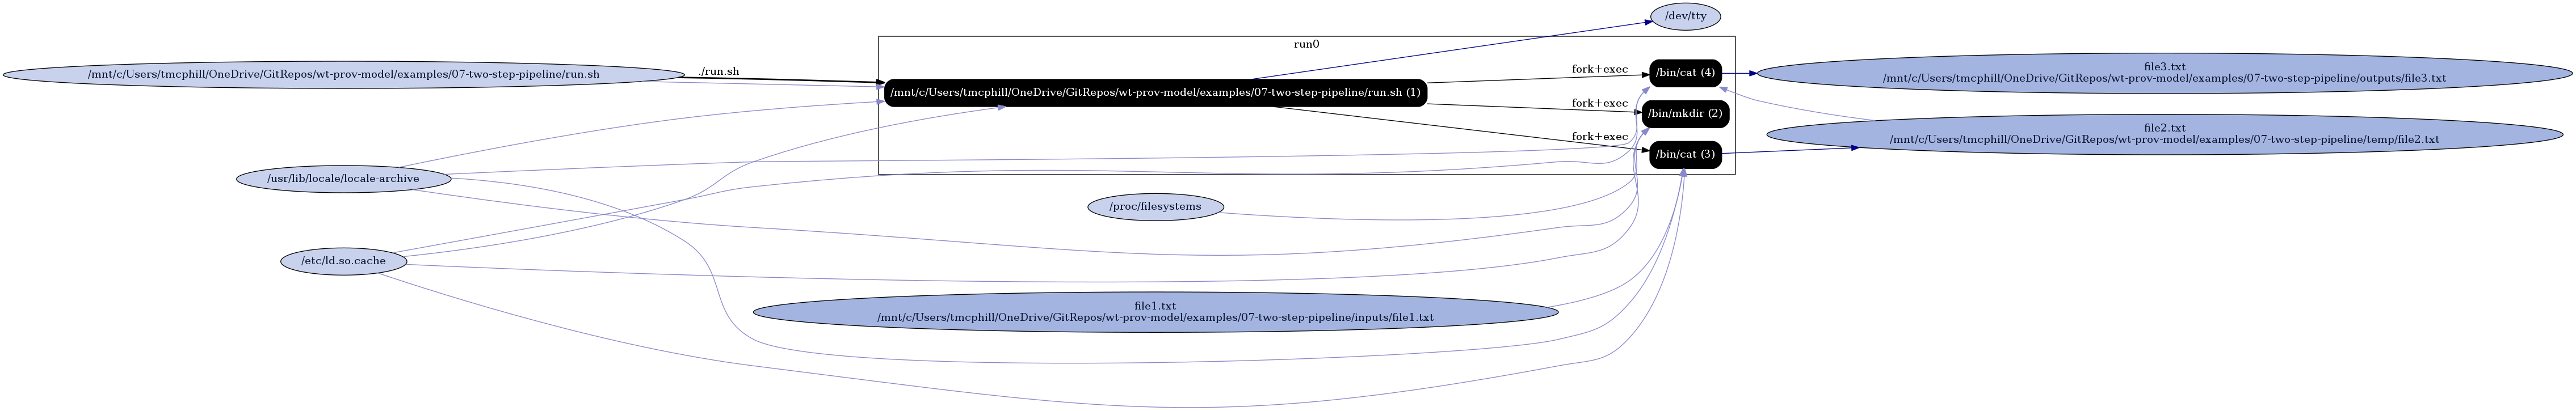 /dev/tty
run0
/mnt/c/Users/tmcphill/OneDrive/GitRepos/wt-prov-model/examples/07-two-step-pipeline/run.sh
./run.sh
/mnt/c/Users/tmcphill/OneDrive/GitRepos/wt-prov-model/examples/07-two-step-pipeline/run.sh (1)
fork+exec
/bin/cat (4)
file3.txt
/mnt/c/Users/tmcphill/OneDrive/GitRepos/wt-prov-model/examples/07-two-step-pipeline/outputs/file3.txt
fork+exec
/bin/mkdir (2)
file2.txt
/mnt/c/Users/tmcphill/OneDrive/GitRepos/wt-prov-model/examples/07-two-step-pipeline/temp/file2.txt
fork+exec
/bin/cat (3)
/usr/lib/locale/locale-archive
/proc/filesystems
/etc/ld.so.cache
file1.txt
/mnt/c/Users/tmcphill/OneDrive/GitRepos/wt-prov-model/examples/07-two-step-pipeline/inputs/file1.txt